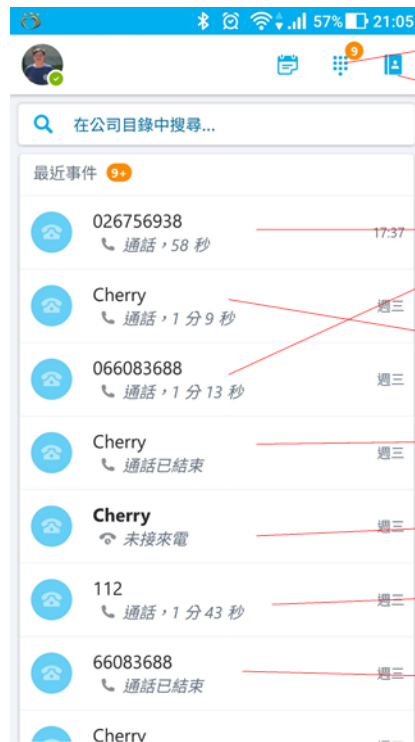 57% 21:05
9
在公司目錄中搜尋...
最近事件 9+
026756938
通話，58 秒 17:37
Cherry
通話，1 分 9 秒 週三
066083688
通話，1 分 13 秒 週三
Cherry
通話已結束 週三
Cherry
未接來電 週三
112
通話，1 分 43 秒 週三
66083688
通話已結束 週三
Cherry